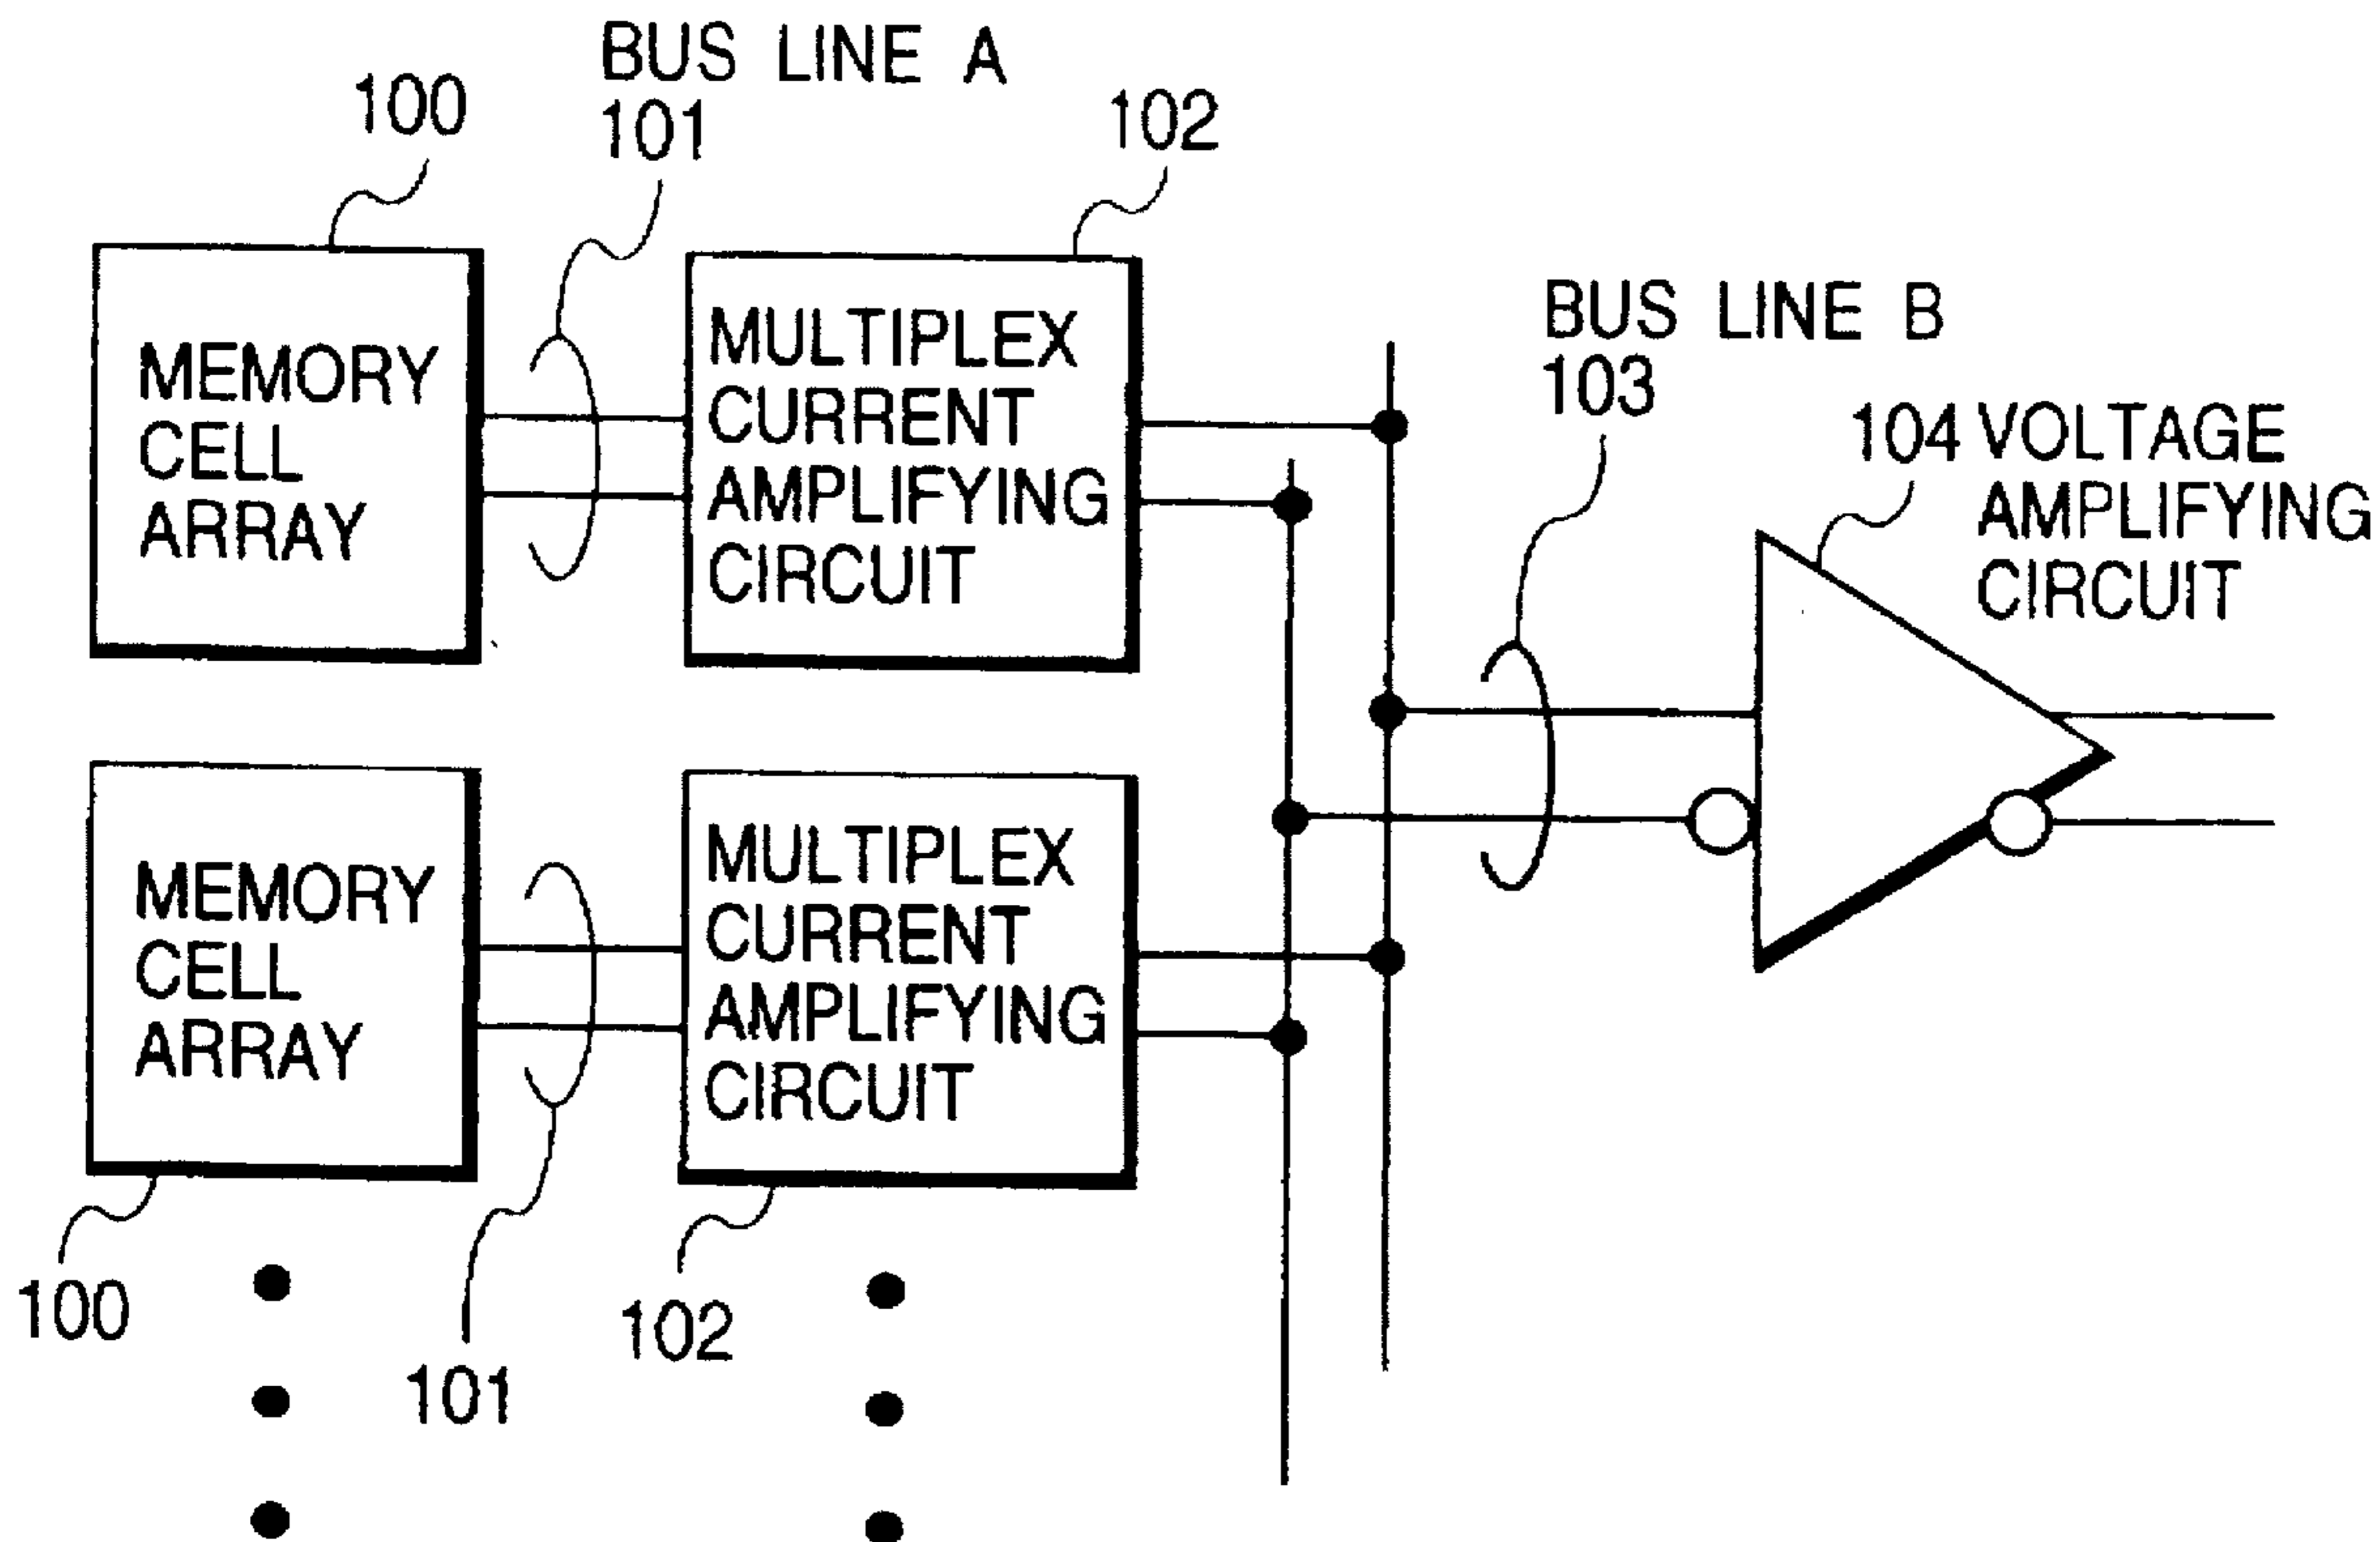 BUS LINE A
100
101
102
MEMORY
CELL
ARRAY
MULTIPLEX
CURRENT
AMPLIFYING
CIRCUIT
BUS LINE B
103
104 VOLTAGE
AMPLIFYING
CIRCUIT
MEMORY
CELL
ARRAY
MULTIPLEX
CURRENT
AMPLIFYING
CIRCUIT
100
101
102